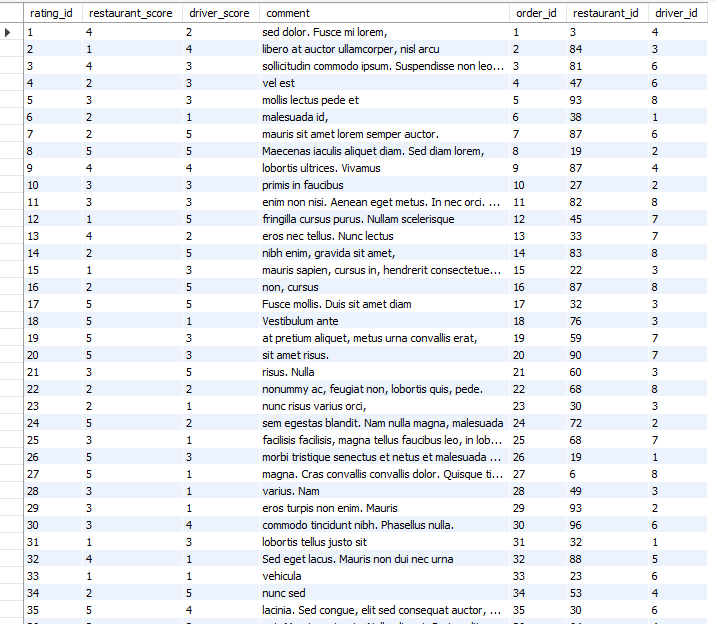 rating_id restaurant_score driver_score comment order_id restaurant_id driver_id
1 4 2 sed dolor. Fusce mi lorem, 1 3 4
2 1 4 libero at auctor ullamcorper, nisl arcu 2 84 3
3 4 3 sollicitudin commodo ipsum. Suspendisse non leo... 3 81 6
4 2 3 vel est 4 47 6
5 3 3 mollis lectus pede et 5 93 8
6 2 1 malesuada id, 6 38 1
7 2 5 mauris sit amet lorem semper auctor. 7 87 6
8 5 5 Maecenas iaculis aliquet diam. Sed diam lorem, 8 19 2
9 4 4 lobortis ultrices. Vivamus 9 87 4
10 3 3 primis in faucibus 10 27 2
11 3 3 enim non nisi. Aenean eget metus. In nec orci. ... 11 82 8
12 1 5 fringilla cursus purus. Nullam scelerisque 12 45 7
13 4 2 eros nec tellus. Nunc lectus 13 33 7
14 2 5 nibh enim, gravida sit amet, 14 83 8
15 1 3 mauris sapien, cursus in, hendrerit consectetue... 15 22 3
16 2 5 non, cursus 16 87 8
17 5 5 Fusce mollis. Duis sit amet diam 17 32 3
18 5 1 Vestibulum ante 18 76 3
19 5 3 at pretium aliquet, metus urna convallis erat, 19 59 7
20 5 3 sit amet risus. 20 90 7
21 3 5 risus. Nulla 21 60 3
22 2 2 nonummy ac, feugiat non, lobortis quis, pede. 22 68 8
23 2 1 nunc risus varius orci, 23 30 3
24 5 2 sem egestas blandit. Nam nulla magna, malesuada 24 72 2
25 3 1 facilisis facilisis, magna tellus faucibus leo, in lob... 25 68 7
26 5 3 morbi tristique senectus et netus et malesuada ... 26 19 1
27 5 1 magna. Cras convallis convallis dolor. Quisque ti... 27 6 8
28 3 1 varius. Nam 28 49 3
29 3 1 eros turpis non enim. Mauris 29 93 2
30 3 4 commodo tincidunt nibh. Phasellus nulla. 30 96 6
31 1 3 lobortis tellus justo sit 31 32 1
32 4 1 Sed eget lacus. Mauris non dui nec urna 32 88 5
33 1 1 vehicula 33 23 6
34 2 5 nunc sed 34 53 4
35 5 4 lacinia. Sed congue, elit sed consequat auctor, ... 35 30 6